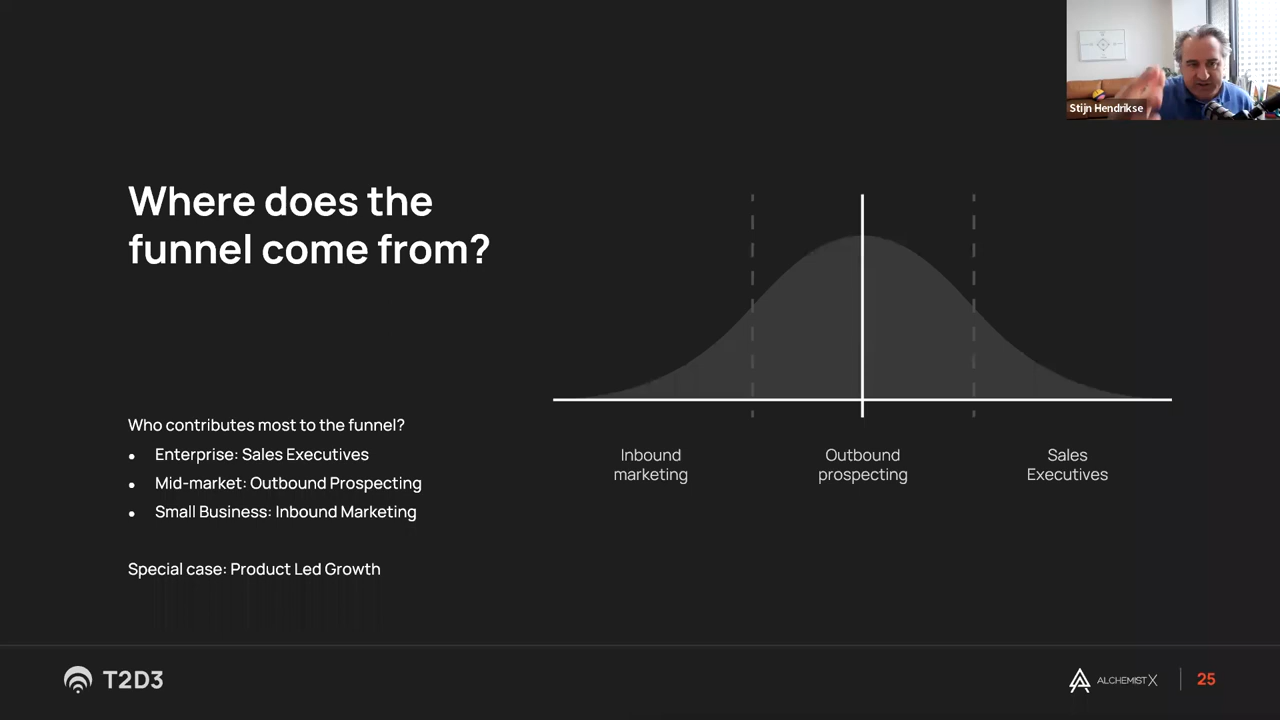 Stijn Hendrikse
Where does the
funnel come from?
Who contributes most to the funnel?
• Enterprise: Sales Executives
• Mid-market: Outbound Prospecting
• Small Business: Inbound Marketing
Special case: Product Led Growth
Inbound
marketing
Outbound
prospecting
Sales
Executives
T2D3
ALCHEMIST X
25